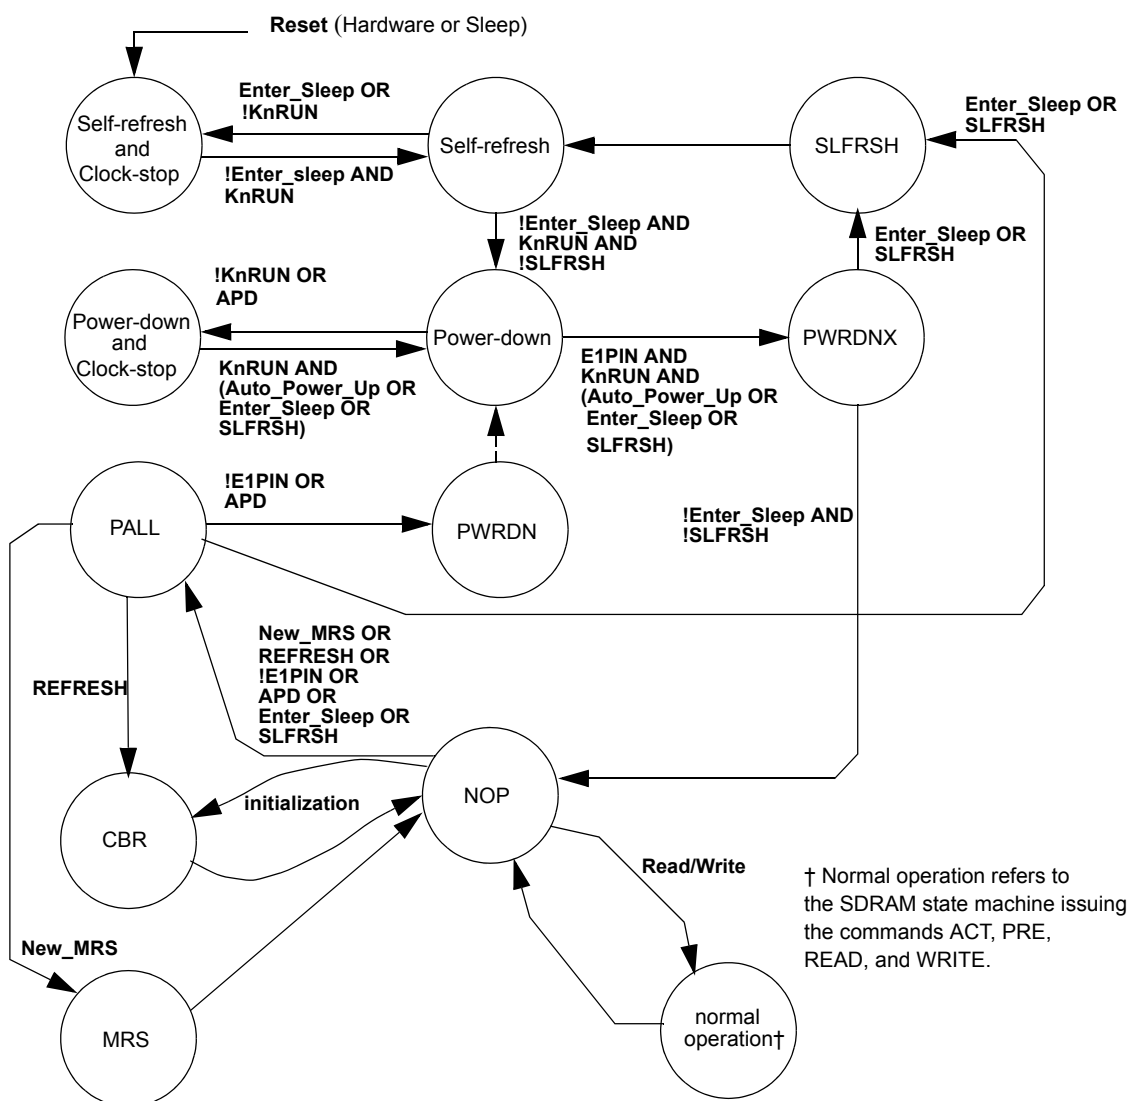 Reset (Hardware or Sleep)
Self-refresh
and
Clock-stop
Enter_Sleep OR
!KnRUN
!Enter_sleep AND
KnRUN
Self-refresh
SLFRSH
Enter_Sleep OR
SLFRSH
!Enter_Sleep AND
KnRUN AND
!SLFRSH
Enter_Sleep OR
SLFRSH
Power-down
and
Clock-stop
!KnRUN OR
APD
KnRUN AND
(Auto_Power_Up OR
Enter_Sleep OR
SLFRSH)
Power-down
E1PIN AND
KnRUN AND
(Auto_Power_Up OR
Enter_Sleep OR
SLFRSH)
PWRDNX
PALL
!E1PIN OR
APD
PWRDN
!Enter_Sleep AND
!SLFRSH
REFRESH
New_MRS OR
REFRESH OR
!E1PIN OR
APD OR
Enter_Sleep OR
SLFRSH
CBR
initialization
NOP
Read/Write
New_MRS
MRS
normal
operation†
† Normal operation refers to
the SDRAM state machine issuing
the commands ACT, PRE,
READ, and WRITE.